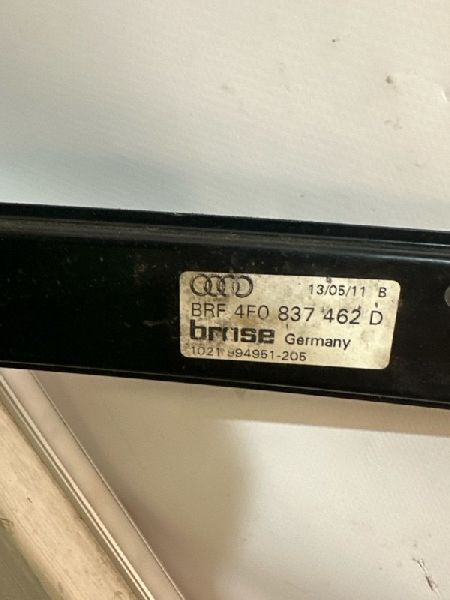 13/05/11 B
BRF 4F0 837 462 D
brose Germany
1021 994951-205